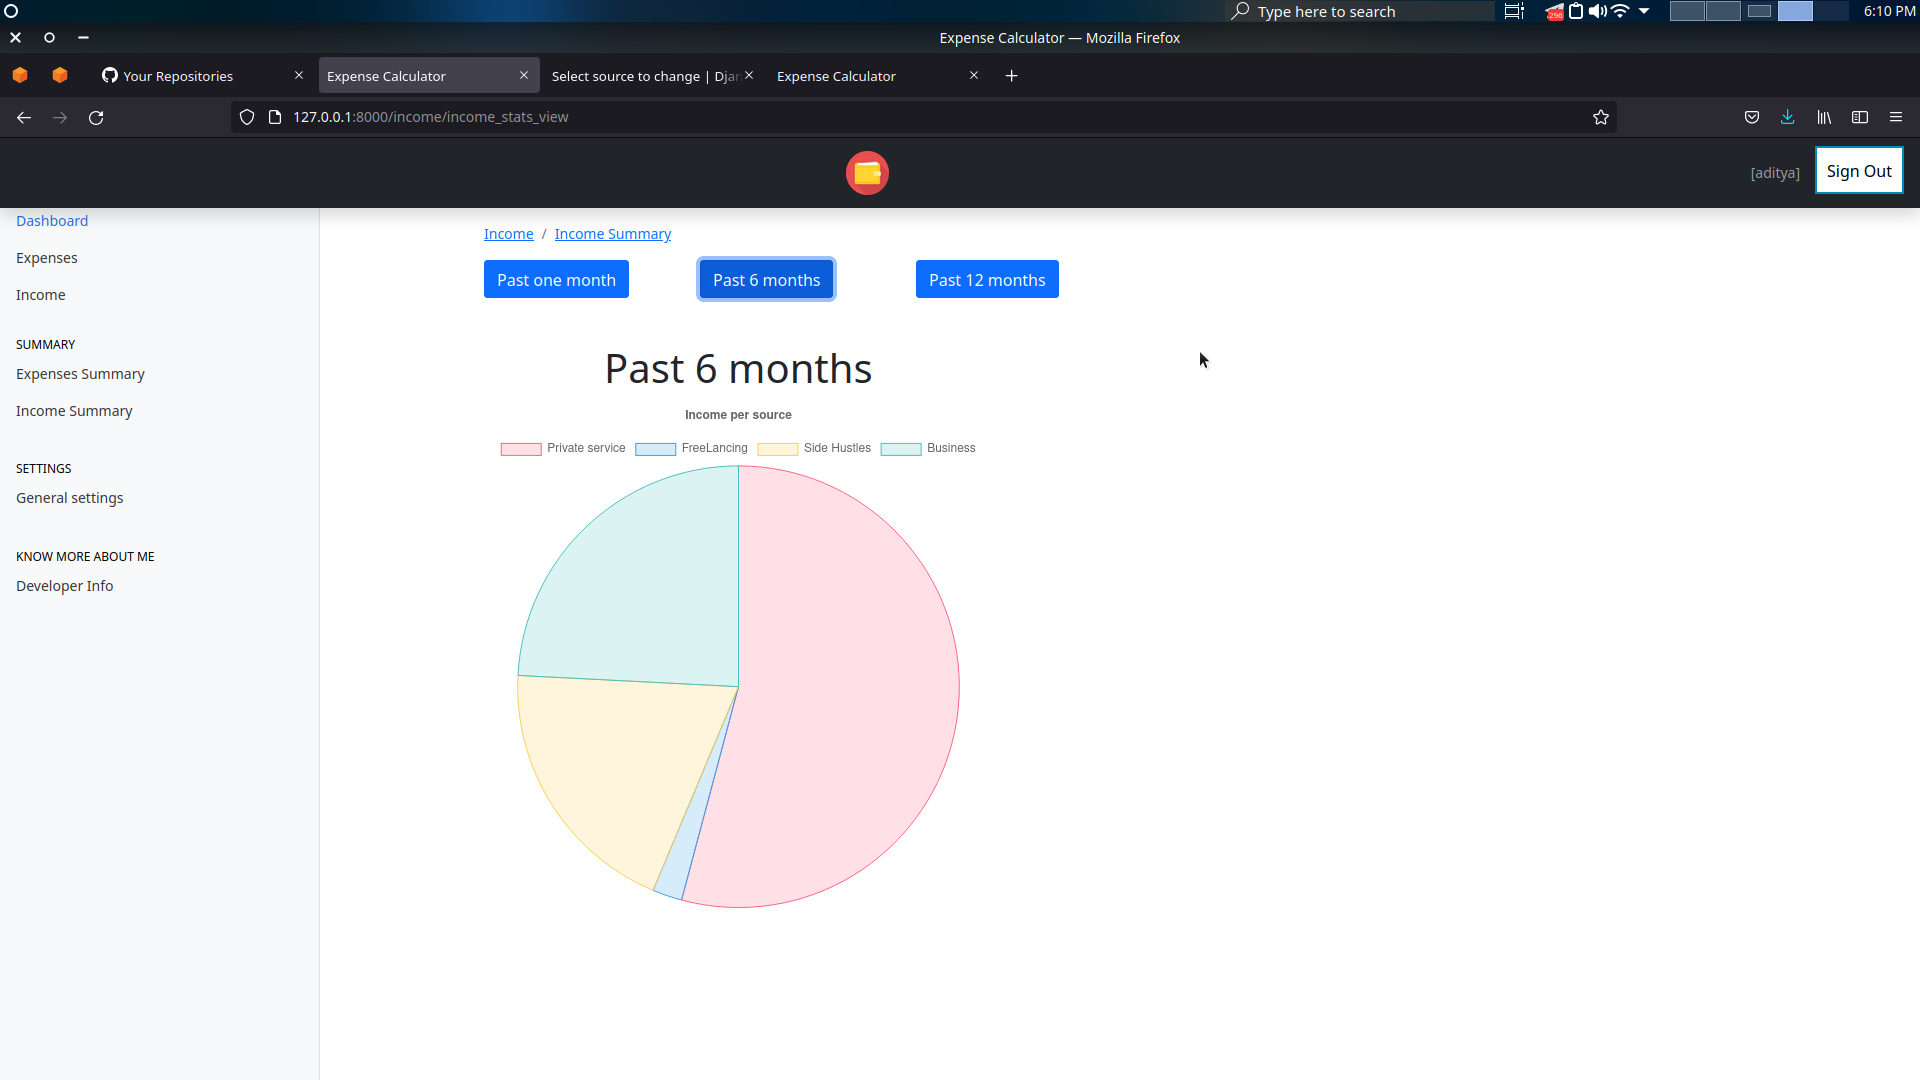 Type here to search
296
6:10 PM
Expense Calculator — Mozilla Firefox
Your Repositories
Expense Calculator
Select source to change | Djan
Expense Calculator
127.0.0.1:8000/income/income_stats_view
[aditya]
Sign Out
Dashboard
Expenses
Income
SUMMARY
Expenses Summary
Income Summary
SETTINGS
General settings
KNOW MORE ABOUT ME
Developer Info
Income / Income Summary
Past one month
Past 6 months
Past 12 months
Past 6 months
Income per source
Private service
FreeLancing
Side Hustles
Business